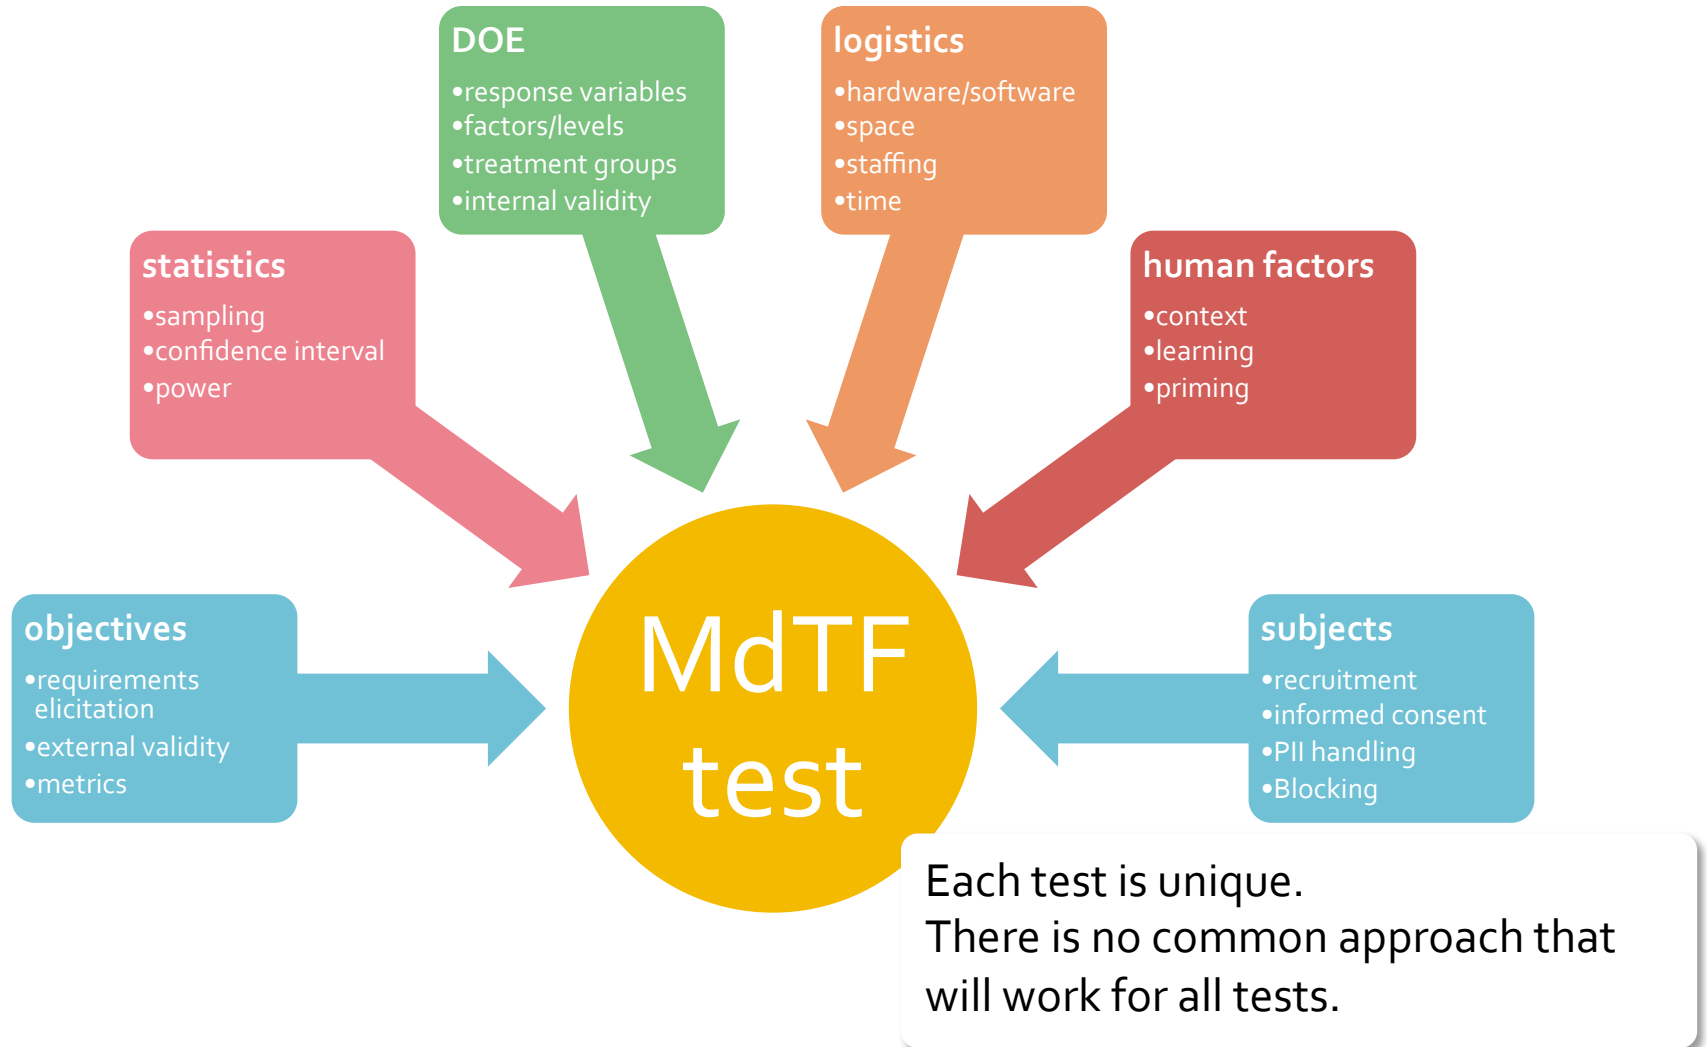 DOE
•response variables
•factors/levels
•treatment groups
•internal validity
logistics
•hardware/software
•space
•staffing
•time
statistics
•sampling
•confidence interval
•power
human factors
•context
•learning
•priming
objectives
•requirements
elicitation
•external validity
•metrics
MdTF
test
subjects
•recruitment
•informed consent
•PII handling
•Blocking
Each test is unique.
There is no common approach that
will work for all tests.